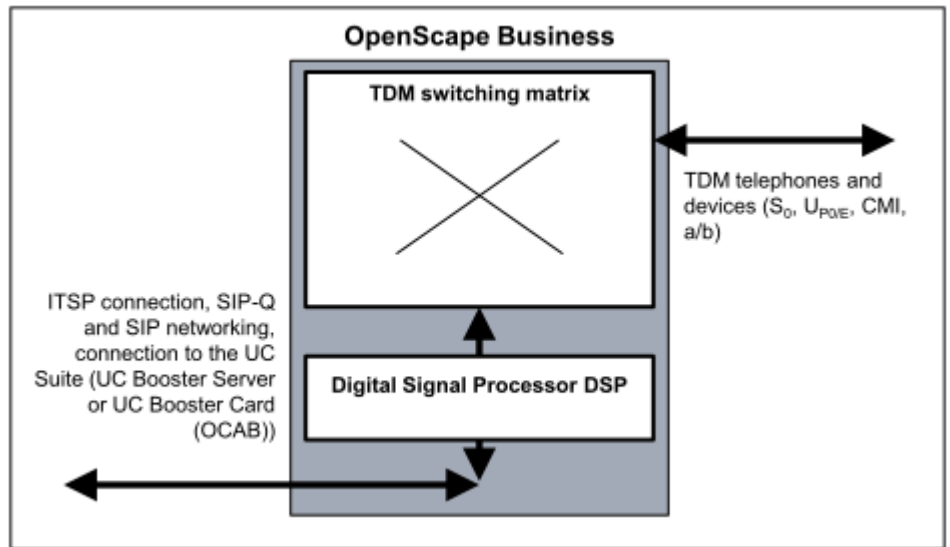 OpenScape Business
TDM switching matrix
TDM telephones and
devices (S₀, U_P0/E, CMI,
a/b)
ITSP connection, SIP-Q
and SIP networking,
connection to the UC
Suite (UC Booster Server
or UC Booster Card
(OCAB))
Digital Signal Processor DSP